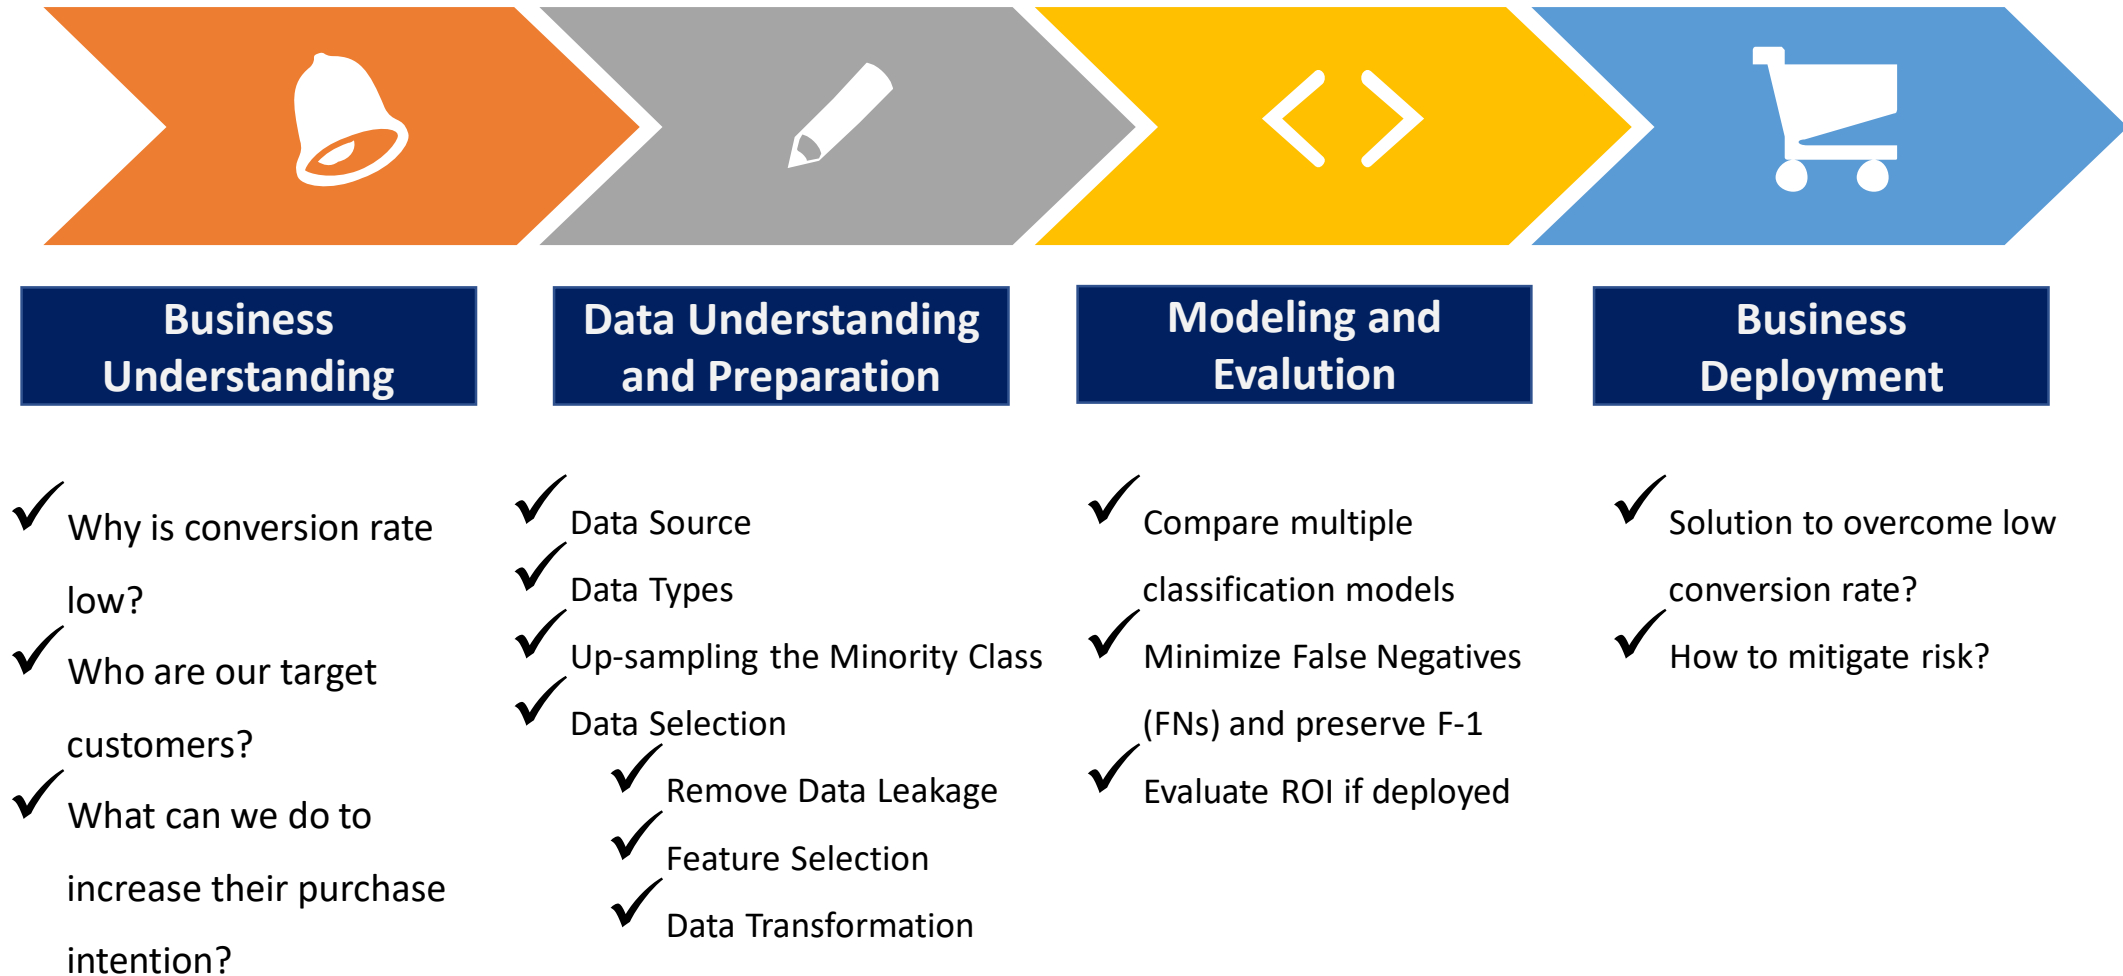 Business
Understanding
Data Understanding
and Preparation
Modeling and
Evalution
Business
Deployment
Why is conversion rate
low?
Who are our target
customers?
What can we do to
increase their purchase
intention?
Data Source
Data Types
Up-sampling the Minority Class
Data Selection
Remove Data Leakage
Feature Selection
Data Transformation
Compare multiple
classification models
Minimize False Negatives
(FNs) and preserve F-1
Evaluate ROI if deployed
Solution to overcome low
conversion rate?
How to mitigate risk?